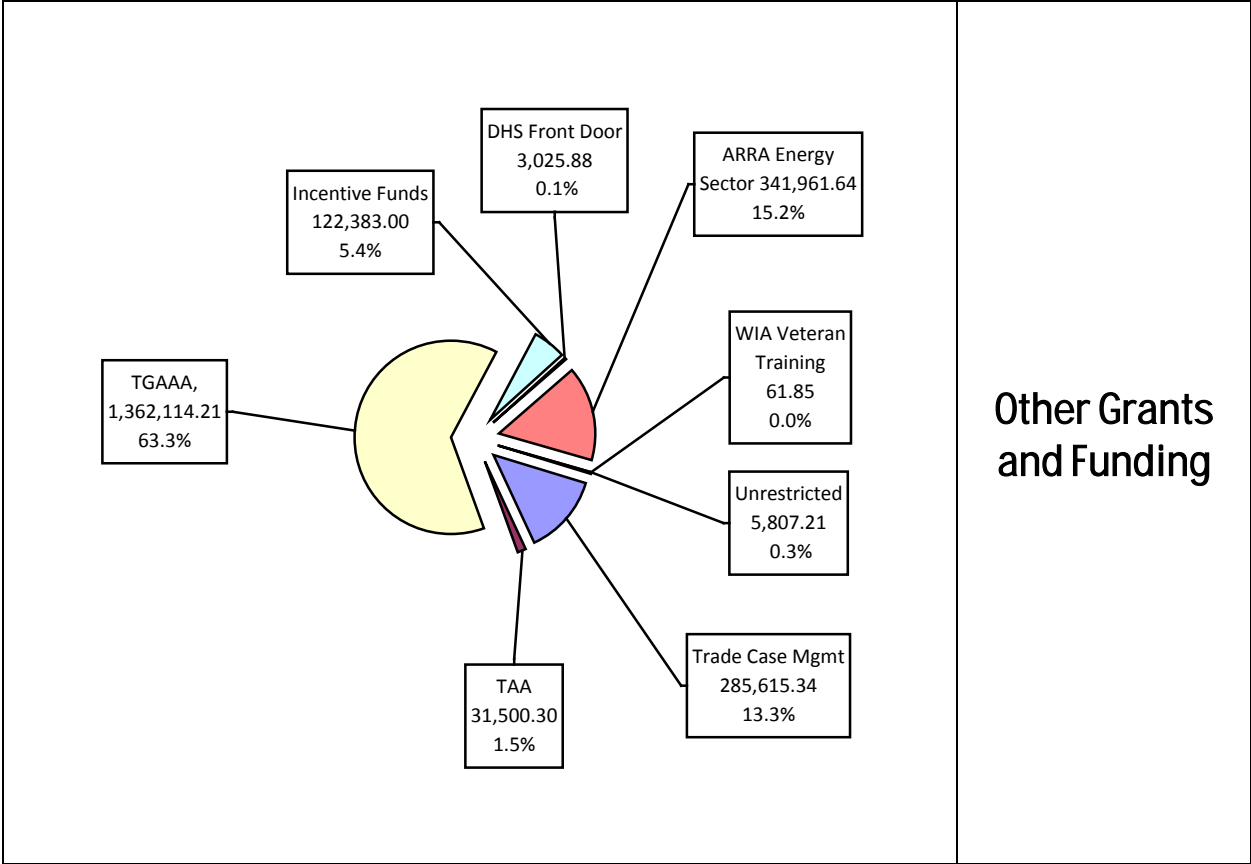 DHS Front Door
3,025.88
0.1%
ARRA Energy
Sector 341,961.64
15.2%
Incentive Funds
122,383.00
5.4%
WIA Veteran
Training
61.85
0.0%
TGAAA,
1,362,114.21
63.3%
Unrestricted
5,807.21
0.3%
Trade Case Mgmt
285,615.34
13.3%
TAA
31,500.30
1.5%
Other Grants
and Funding